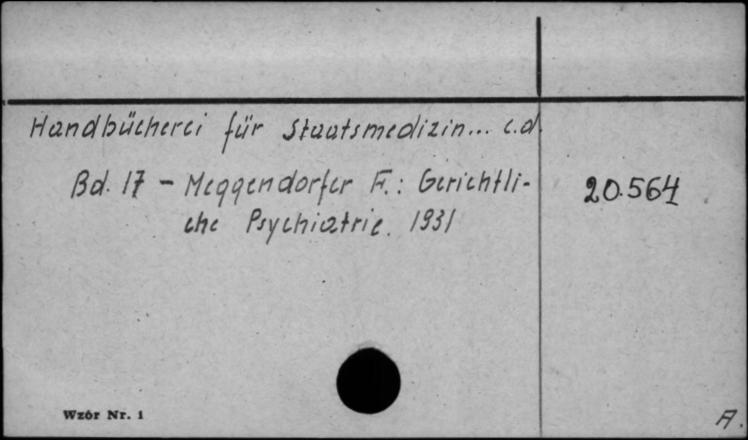 Handbücherei für Staatsmedizin... c.d.
Bd. 17 - Meggendorfer F.: Gerichtli-
che Psychiatrie. 1931
20.564
Wzór Nr. 1
A.